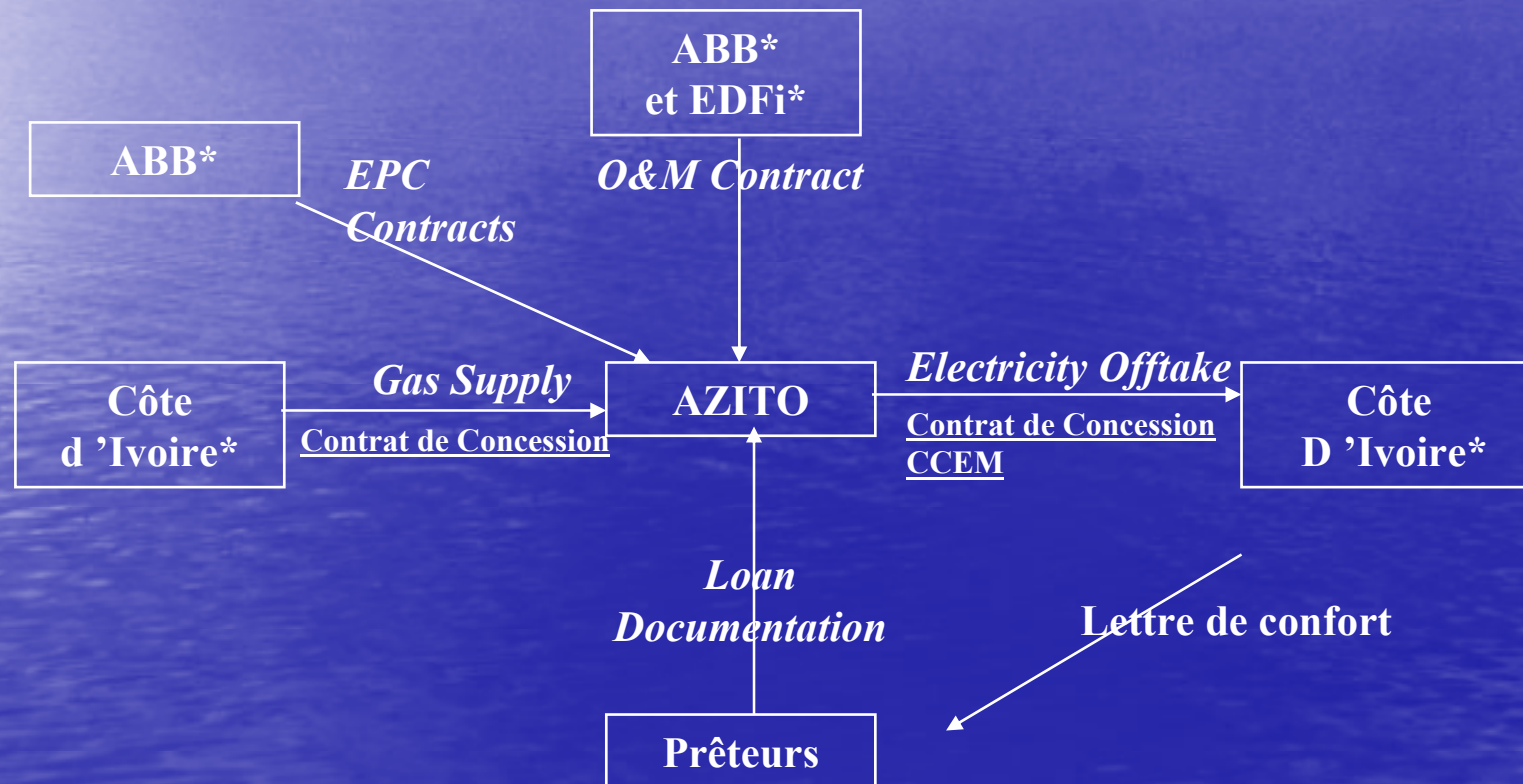 ABB*
et EDFi*
ABB*
EPC
Contracts
O&M Contract
Côte
d ’Ivoire*
Gas Supply
Contrat de Concession
AZITO
Electricity Offtake
Contrat de Concession
CCEM
Côte
D ’Ivoire*
Loan
Documentation
Lettre de confort
Prêteurs